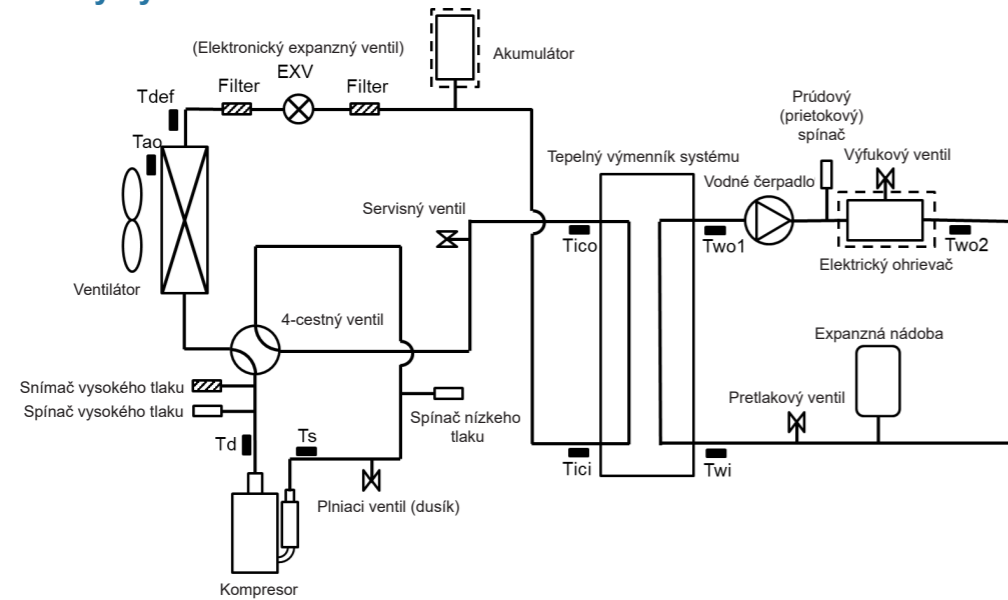 (Elektronický expanzný ventil)
EXV
Akumulátor
Filter
Filter
Tdef
Tao
Prúdový
(prietokový)
spínač
Tepelný výmenník systému
Výfukový ventil
Vodné čerpadlo
Servisný ventil
Tico
Two1
Two2
Elektrický ohrievač
Ventilátor
4-cestný ventil
Expanzná nádoba
Snímač vysokého tlaku
Spínač vysokého tlaku
Pretlakový ventil
Spínač nízkeho
tlaku
Td
Ts
Tici
Twi
Plniaci ventil (dusík)
Kompresor